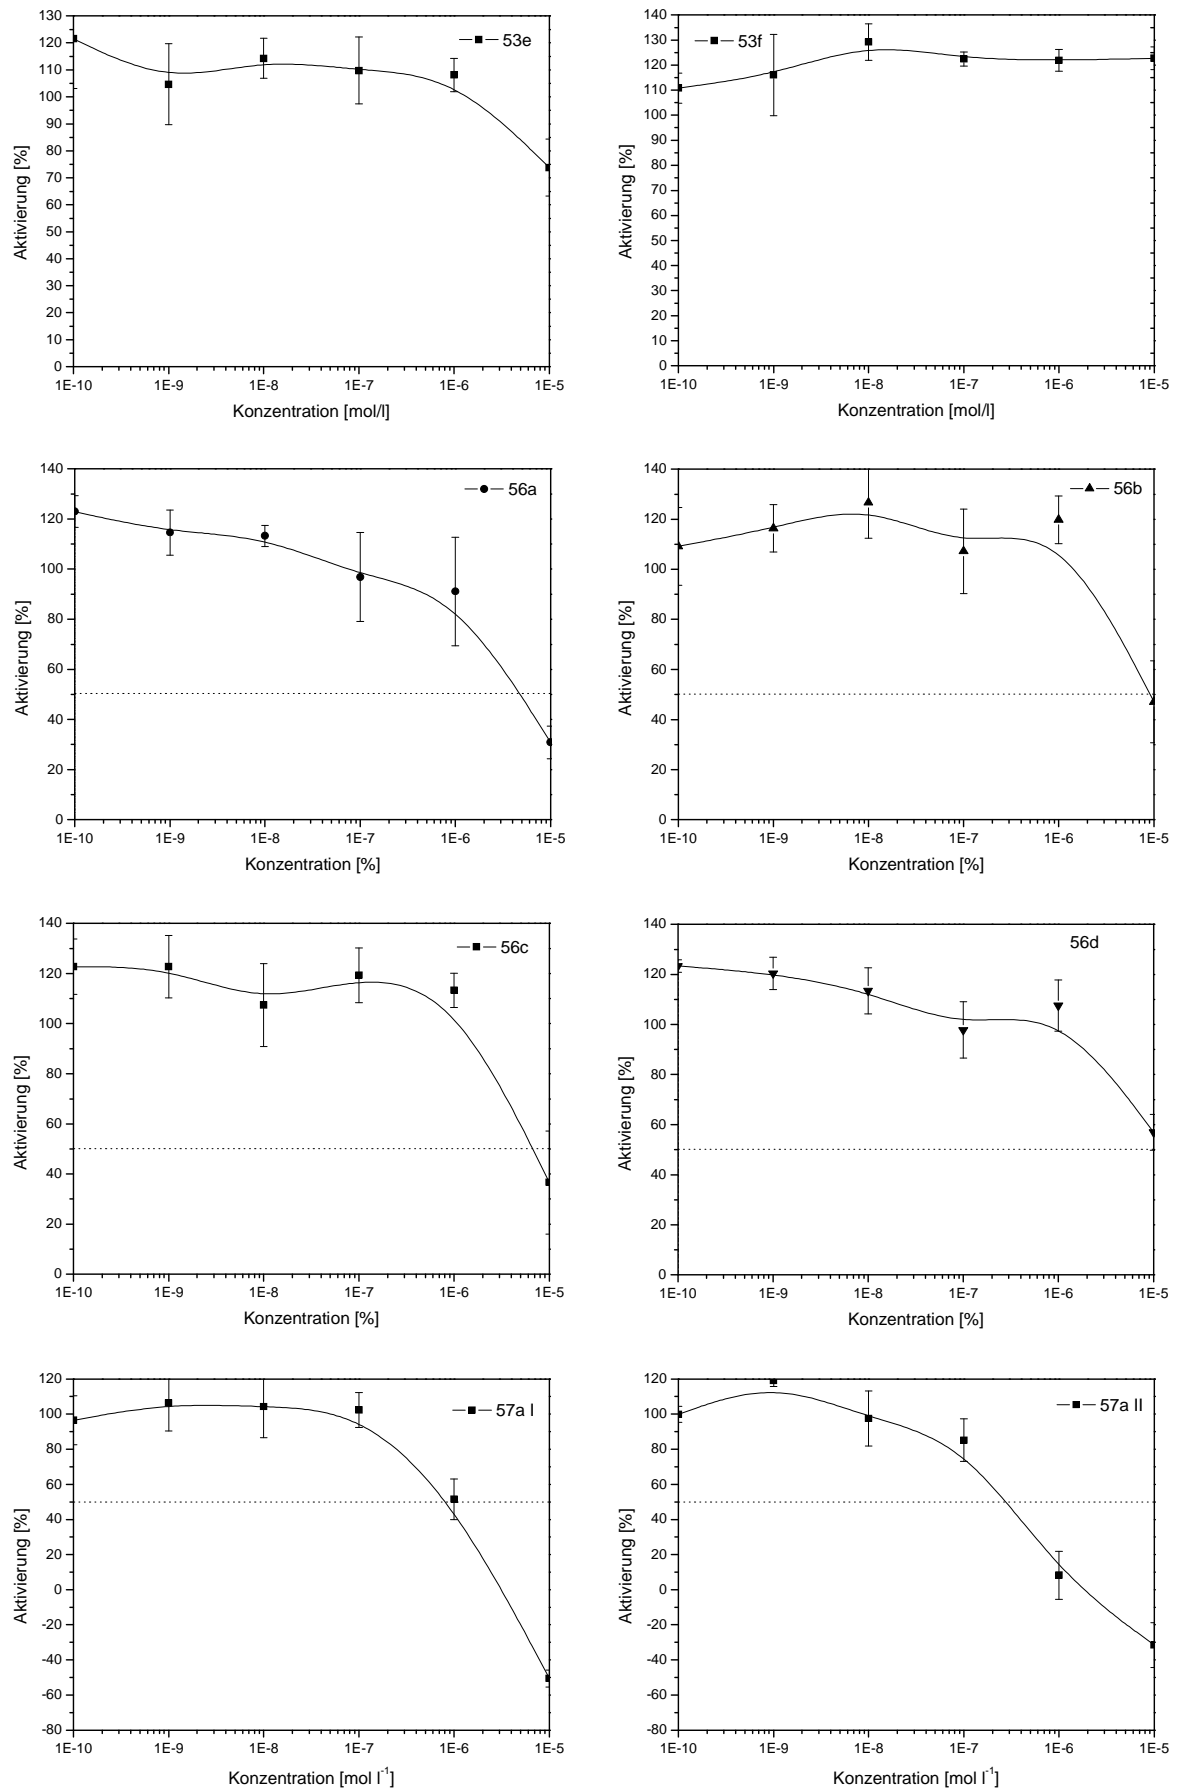 53e
130
120
110
100
90
80
70
60
50
40
30
20
10
0
Aktivierung [%]
1E-10 1E-9 1E-8 1E-7 1E-6 1E-5
Konzentration [mol/l]
53f
140
130
120
110
100
90
80
70
60
50
40
30
20
10
0
Aktivierung [%]
1E-10 1E-9 1E-8 1E-7 1E-6 1E-5
Konzentration [mol/l]
56a
140
120
100
80
60
40
20
0
Aktivierung [%]
1E-10 1E-9 1E-8 1E-7 1E-6 1E-5
Konzentration [%]
56b
140
120
100
80
60
40
20
0
Aktivierung [%]
1E-10 1E-9 1E-8 1E-7 1E-6 1E-5
Konzentration [%]
56c
140
120
100
80
60
40
20
0
Aktivierung [%]
1E-10 1E-9 1E-8 1E-7 1E-6 1E-5
Konzentration [%]
56d
140
120
100
80
60
40
20
0
Aktivierung [%]
1E-10 1E-9 1E-8 1E-7 1E-6 1E-5
Konzentration [%]
57a I
120
100
80
60
40
20
0
-20
-40
-60
-80
Aktivierung [%]
1E-10 1E-9 1E-8 1E-7 1E-6 1E-5
Konzentration [mol l⁻¹]
57a II
120
100
80
60
40
20
0
-20
-40
-60
-80
Aktivierung [%]
1E-10 1E-9 1E-8 1E-7 1E-6 1E-5
Konzentration [mol l⁻¹]